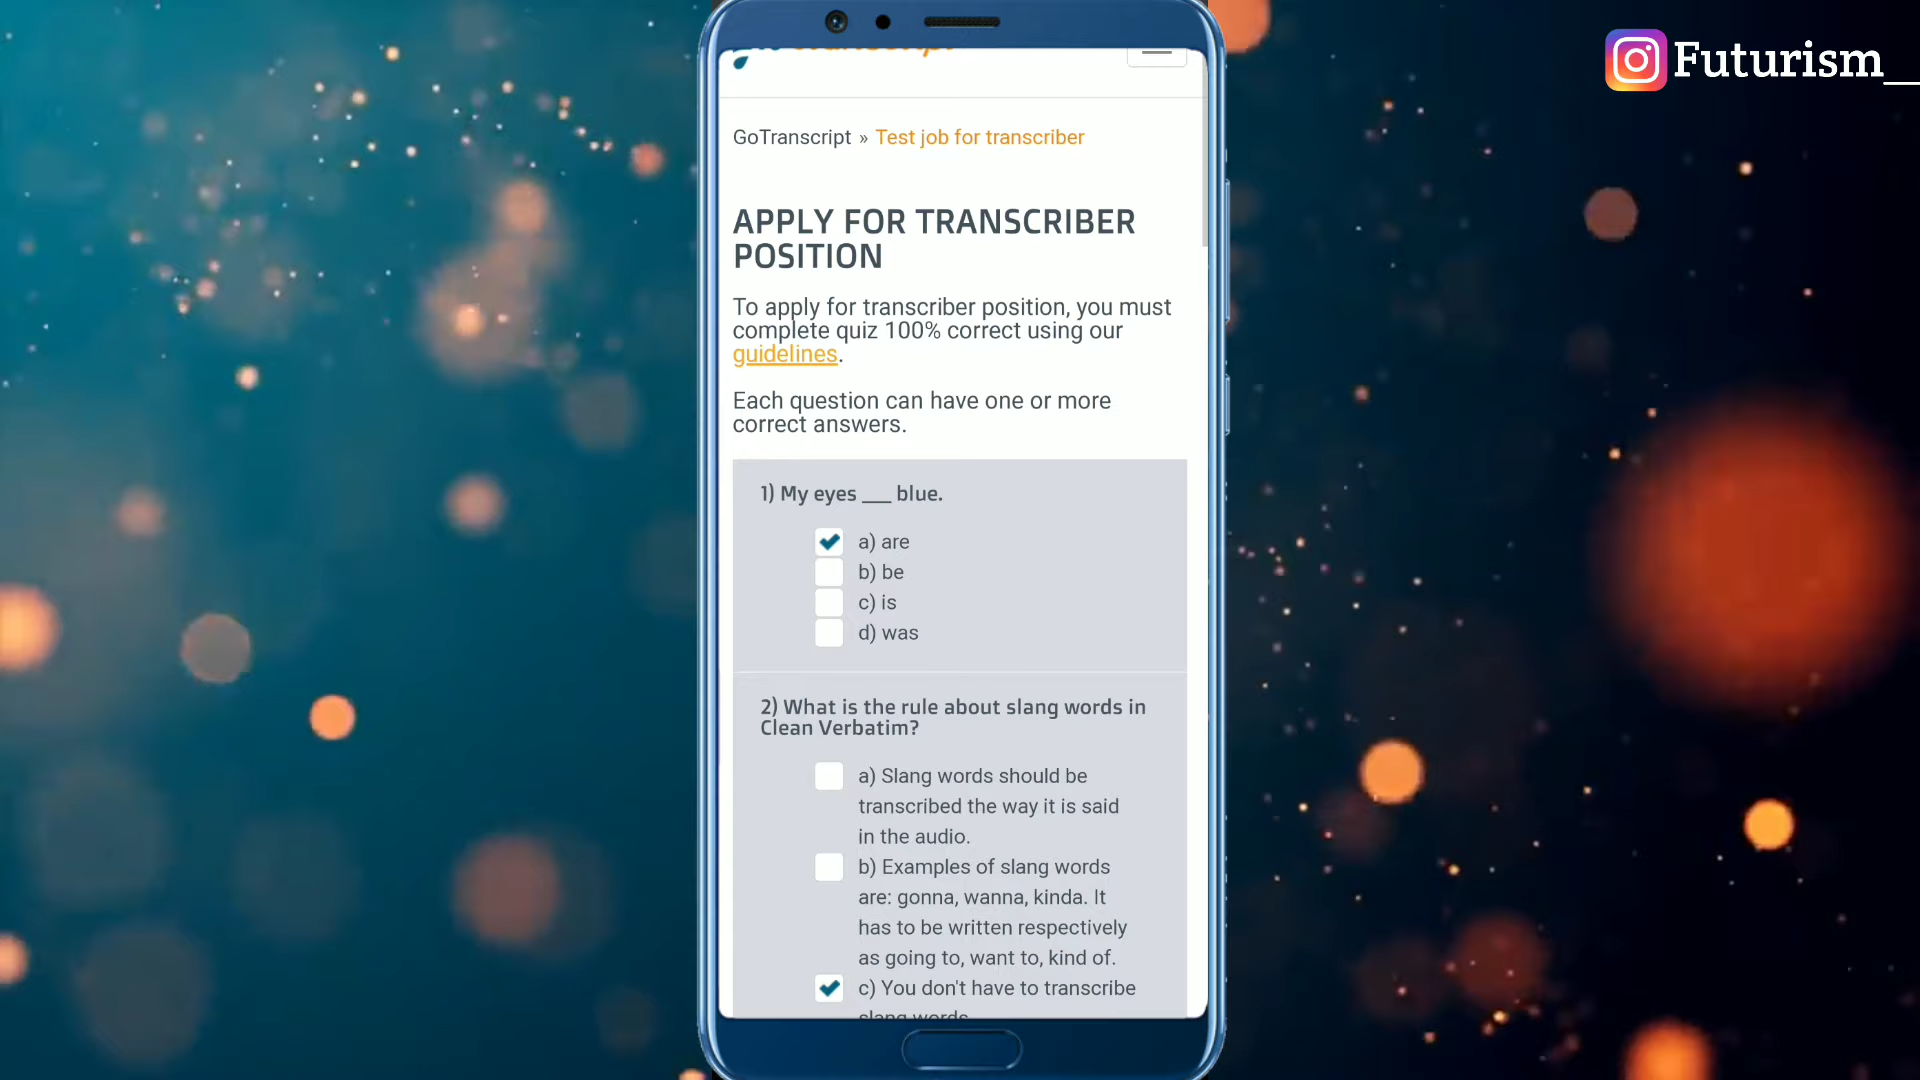 Futurism__
GoTranscript » Test job for transcriber
APPLY FOR TRANSCRIBER
POSITION
To apply for transcriber position, you must
complete quiz 100% correct using our
guidelines.
Each question can have one or more
correct answers.
1) My eyes ___ blue.
a) are
b) be
c) is
d) was
2) What is the rule about slang words in
Clean Verbatim?
a) Slang words should be
transcribed the way it is said
in the audio.
b) Examples of slang words
are: gonna, wanna, kinda. It
has to be written respectively
as going to, want to, kind of.
c) You don't have to transcribe
slang words